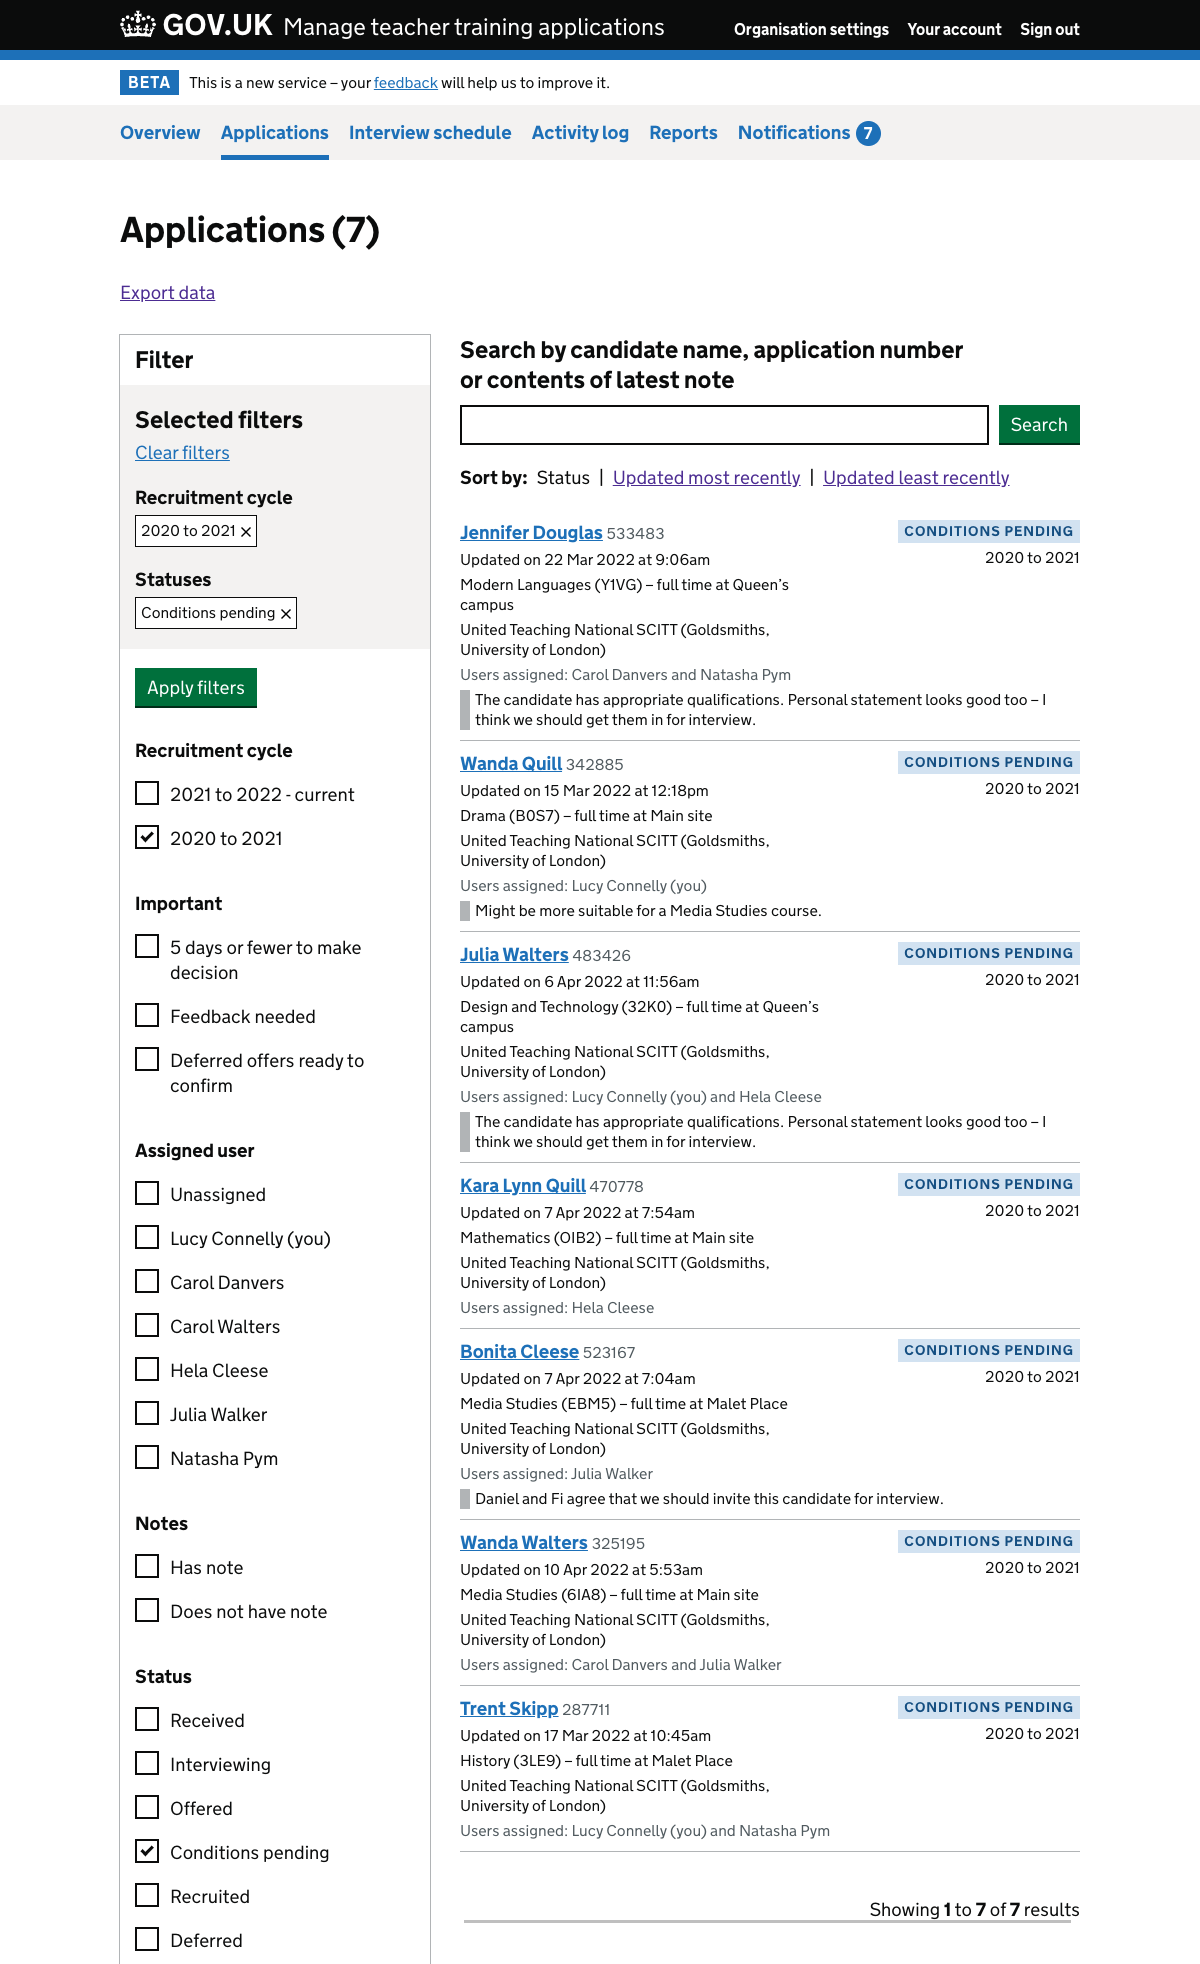 GOV.UK Manage teacher training applications
Organisation settings Your account Sign out
BETA This is a new service – your feedback will help us to improve it.
Overview Applications Interview schedule Activity log Reports Notifications 7
Applications (7)
Export data
Filter
Selected filters
Clear filters
Recruitment cycle
2020 to 2021 ×
Statuses
Conditions pending ×
Apply filters
Recruitment cycle
2021 to 2022 - current
2020 to 2021
Important
5 days or fewer to make
decision
Feedback needed
Deferred offers ready to
confirm
Assigned user
Unassigned
Lucy Connelly (you)
Carol Danvers
Carol Walters
Hela Cleese
Julia Walker
Natasha Pym
Notes
Has note
Does not have note
Status
Received
Interviewing
Offered
Conditions pending
Recruited
Deferred
Search by candidate name, application number
or contents of latest note
Search
Sort by: Status | Updated most recently | Updated least recently
Jennifer Douglas 533483
CONDITIONS PENDING
Updated on 22 Mar 2022 at 9:06am
2020 to 2021
Modern Languages (Y1VG) – full time at Queen’s
campus
United Teaching National SCITT (Goldsmiths,
University of London)
Users assigned: Carol Danvers and Natasha Pym
The candidate has appropriate qualifications. Personal statement looks good too – I
think we should get them in for interview.
Wanda Quill 342885
CONDITIONS PENDING
Updated on 15 Mar 2022 at 12:18pm
2020 to 2021
Drama (B0S7) – full time at Main site
United Teaching National SCITT (Goldsmiths,
University of London)
Users assigned: Lucy Connelly (you)
Might be more suitable for a Media Studies course.
Julia Walters 483426
CONDITIONS PENDING
Updated on 6 Apr 2022 at 11:56am
2020 to 2021
Design and Technology (32K0) – full time at Queen’s
campus
United Teaching National SCITT (Goldsmiths,
University of London)
Users assigned: Lucy Connelly (you) and Hela Cleese
The candidate has appropriate qualifications. Personal statement looks good too – I
think we should get them in for interview.
Kara Lynn Quill 470778
CONDITIONS PENDING
Updated on 7 Apr 2022 at 7:54am
2020 to 2021
Mathematics (OIB2) – full time at Main site
United Teaching National SCITT (Goldsmiths,
University of London)
Users assigned: Hela Cleese
Bonita Cleese 523167
CONDITIONS PENDING
Updated on 7 Apr 2022 at 7:04am
2020 to 2021
Media Studies (EBM5) – full time at Malet Place
United Teaching National SCITT (Goldsmiths,
University of London)
Users assigned: Julia Walker
Daniel and Fi agree that we should invite this candidate for interview.
Wanda Walters 325195
CONDITIONS PENDING
Updated on 10 Apr 2022 at 5:53am
2020 to 2021
Media Studies (6IA8) – full time at Main site
United Teaching National SCITT (Goldsmiths,
University of London)
Users assigned: Carol Danvers and Julia Walker
Trent Skipp 287711
CONDITIONS PENDING
Updated on 17 Mar 2022 at 10:45am
2020 to 2021
History (3LE9) – full time at Malet Place
United Teaching National SCITT (Goldsmiths,
University of London)
Users assigned: Lucy Connelly (you) and Natasha Pym
Showing 1 to 7 of 7 results